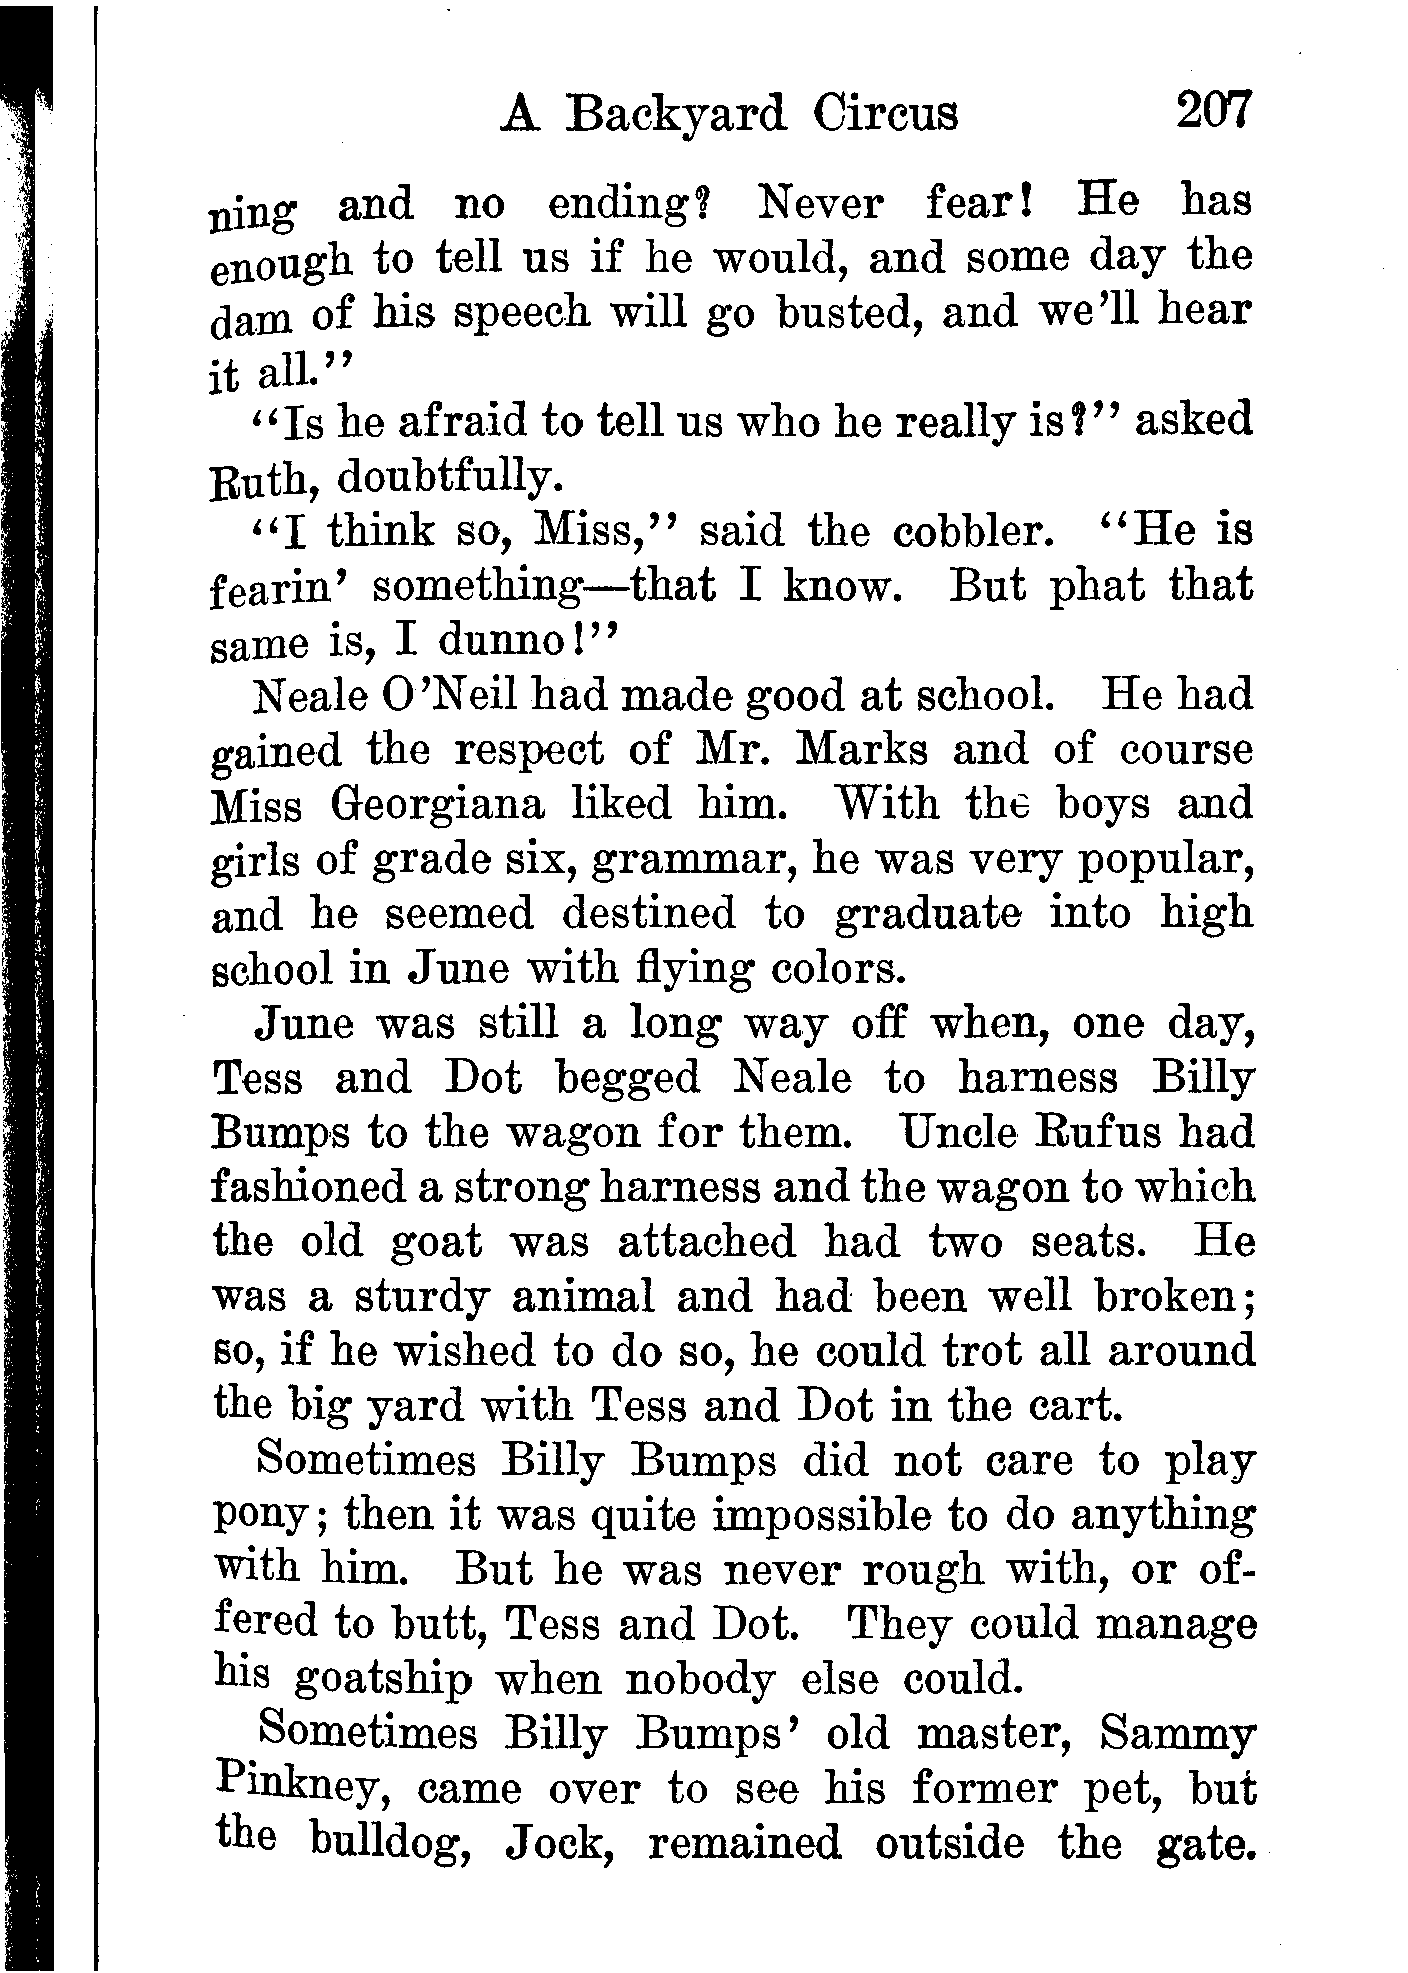 A Backyard Circus 207
ning and no ending? Never fear! He has
enough to tell us if he would, and some day the
dam of his speech will go busted, and we'll hear
it all."
"Is he afraid to tell us who he really is?" asked
Ruth, doubtfully.
"I think so, Miss," said the cobbler. "He is
fearin' something—that I know. But phat that
same is, I dunno!"
Neale O'Neil had made good at school. He had
gained the respect of Mr. Marks and of course
Miss Georgiana liked him. With the boys and
girls of grade six, grammar, he was very popular,
and he seemed destined to graduate into high
school in June with flying colors.
June was still a long way off when, one day,
Tess and Dot begged Neale to harness Billy
Bumps to the wagon for them. Uncle Rufus had
fashioned a strong harness and the wagon to which
the old goat was attached had two seats. He
was a sturdy animal and had been well broken;
so, if he wished to do so, he could trot all around
the big yard with Tess and Dot in the cart.
Sometimes Billy Bumps did not care to play
pony; then it was quite impossible to do anything
with him. But he was never rough with, or of-
fered to butt, Tess and Dot. They could manage
his goatship when nobody else could.
Sometimes Billy Bumps' old master, Sammy
Pinkney, came over to see his former pet, but
the bulldog, Jock, remained outside the gate.